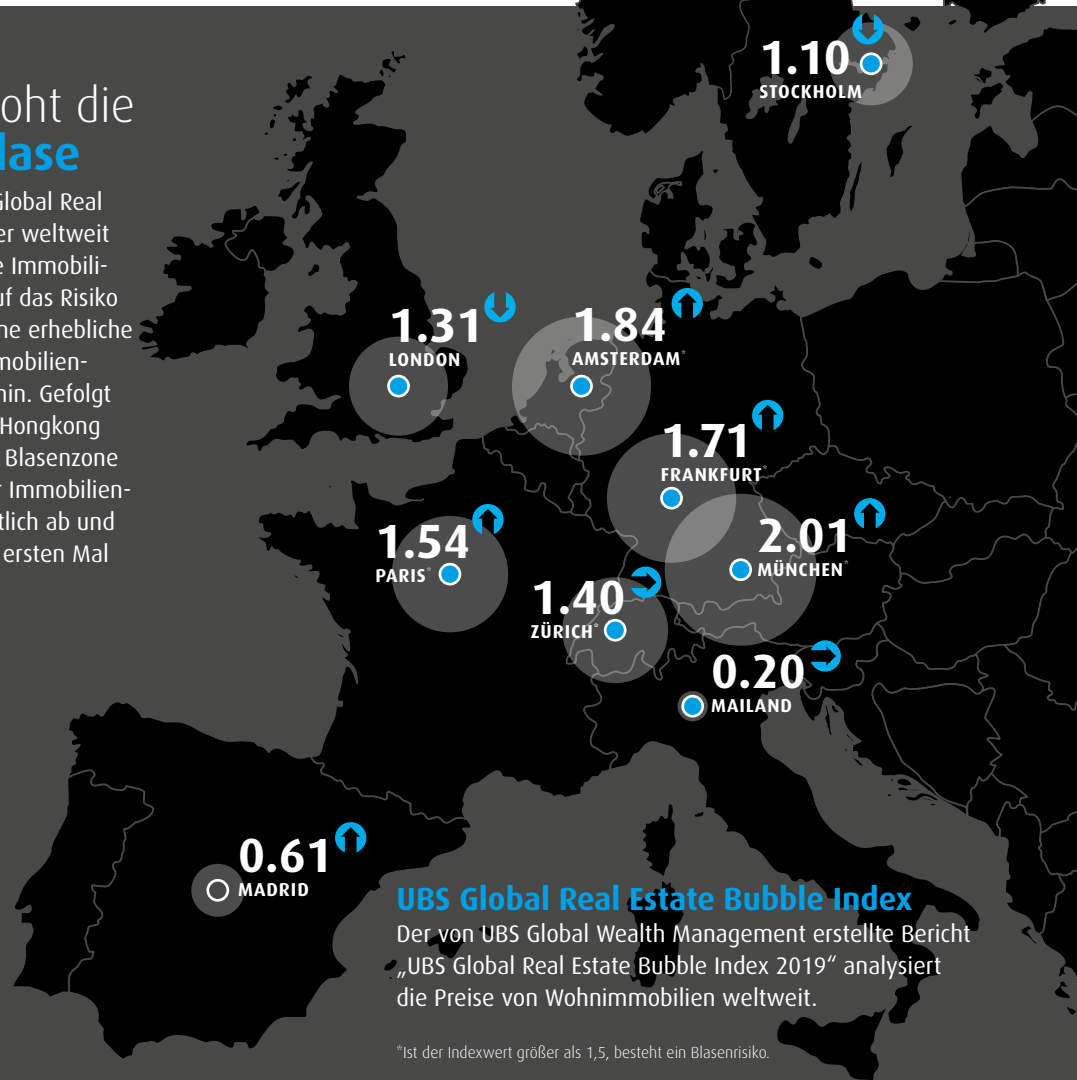 oht die
lase
Global Real
er weltweit
e Immobili-
uf das Risiko
ne erhebliche
mobilien-
hin. Gefolgt
Hongkong
Blasenzone
r Immobilien-
tlich ab und
ersten Mal
1.10
STOCKHOLM
1.31
LONDON
1.84
AMSTERDAM*
1.71
FRANKFURT*
1.54
PARIS*
2.01
MÜNCHEN*
1.40
ZÜRICH*
0.20
MAILAND
0.61
MADRID
UBS Global Real Estate Bubble Index
Der von UBS Global Wealth Management erstellte Bericht
„UBS Global Real Estate Bubble Index 2019“ analysiert
die Preise von Wohnimmobilien weltweit.
*Ist der Indexwert größer als 1,5, besteht ein Blasenrisiko.